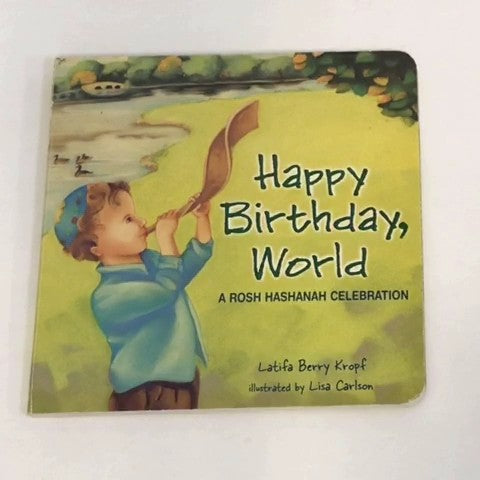 Happy
Birthday,
World
A ROSH HASHANAH CELEBRATION
Latifa Berry Kropf
illustrated by Lisa Carlson